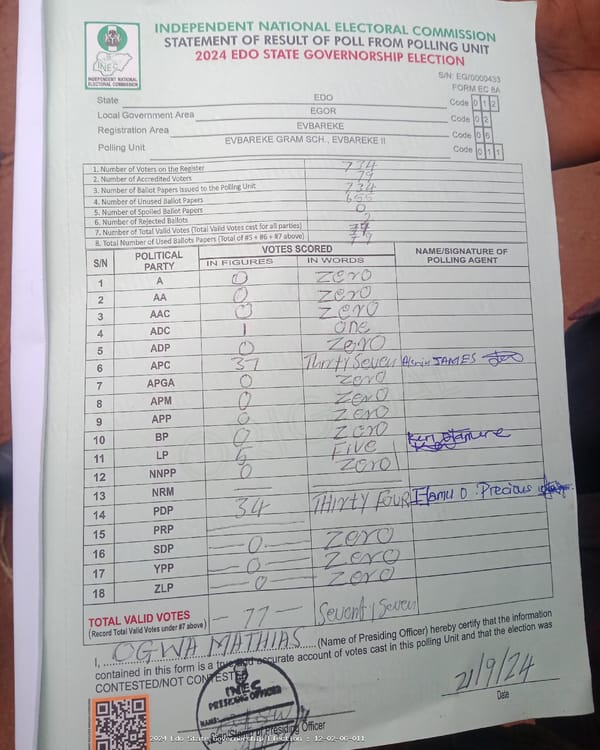 INDEPENDENT NATIONAL ELECTORAL COMMISSION
STATEMENT OF RESULT OF POLL FROM POLLING UNIT
2024 EDO STATE GOVERNORSHIP ELECTION
INEC
INDEPENDENT NATIONAL ELECTORAL COMMISSION
S/N: EG/0000433
FORM EC 8A
State EDO Code 0 1 2
Local Government Area EGOR Code 0 2
Registration Area EVBAREKE Code 0 6
Polling Unit EVBAREKE GRAM SCH., EVBAREKE II Code 0 1 1
1. Number of Voters on the Register 734
2. Number of Accredited Voters 79
3. Number of Ballot Papers Issued to the Polling Unit 734
4. Number of Unused Ballot Papers 655
5. Number of Spoiled Ballot Papers 0
6. Number of Rejected Ballots 2
7. Number of Total Valid Votes (Total Valid Votes cast for all parties)
8. Total Number of Used Ballots Papers (Total of #5 + #6 + #7 above) 79
S/N POLITICAL PARTY VOTES SCORED NAME/SIGNATURE OF POLLING AGENT
IN FIGURES IN WORDS
1 A 0 Zero
2 AA 0 Zero
3 AAC 0 Zero
4 ADC 1 One
5 ADP 0 Zero
6 APC 37 Thirty Seven JAMES
7 APGA 0 Zero
8 APM 0 Zero
9 APP 0 Zero
10 BP 0 Zero
11 LP Five
12 NNPP 0 Zero
13 NRM
14 PDP 34 THIRTY FOUR Precious
15 PRP
16 SDP 0 Zero
17 YPP 0 Zero
18 ZLP 0 Zero
TOTAL VALID VOTES 77 Seventy Seven
(Record Total Valid Votes under #7 above)
I, OGWA MATHIAS (Name of Presiding Officer) hereby certify that the information
contained in this form is a true and accurate account of votes cast in this polling Unit and that the election was
CONTESTED/NOT CONTESTED
INEC
PRESIDING OFFICER
NAME:
21/9/24
Date
of Presiding Officer
2024 Edo State Governorship Election : 12-02-06-011